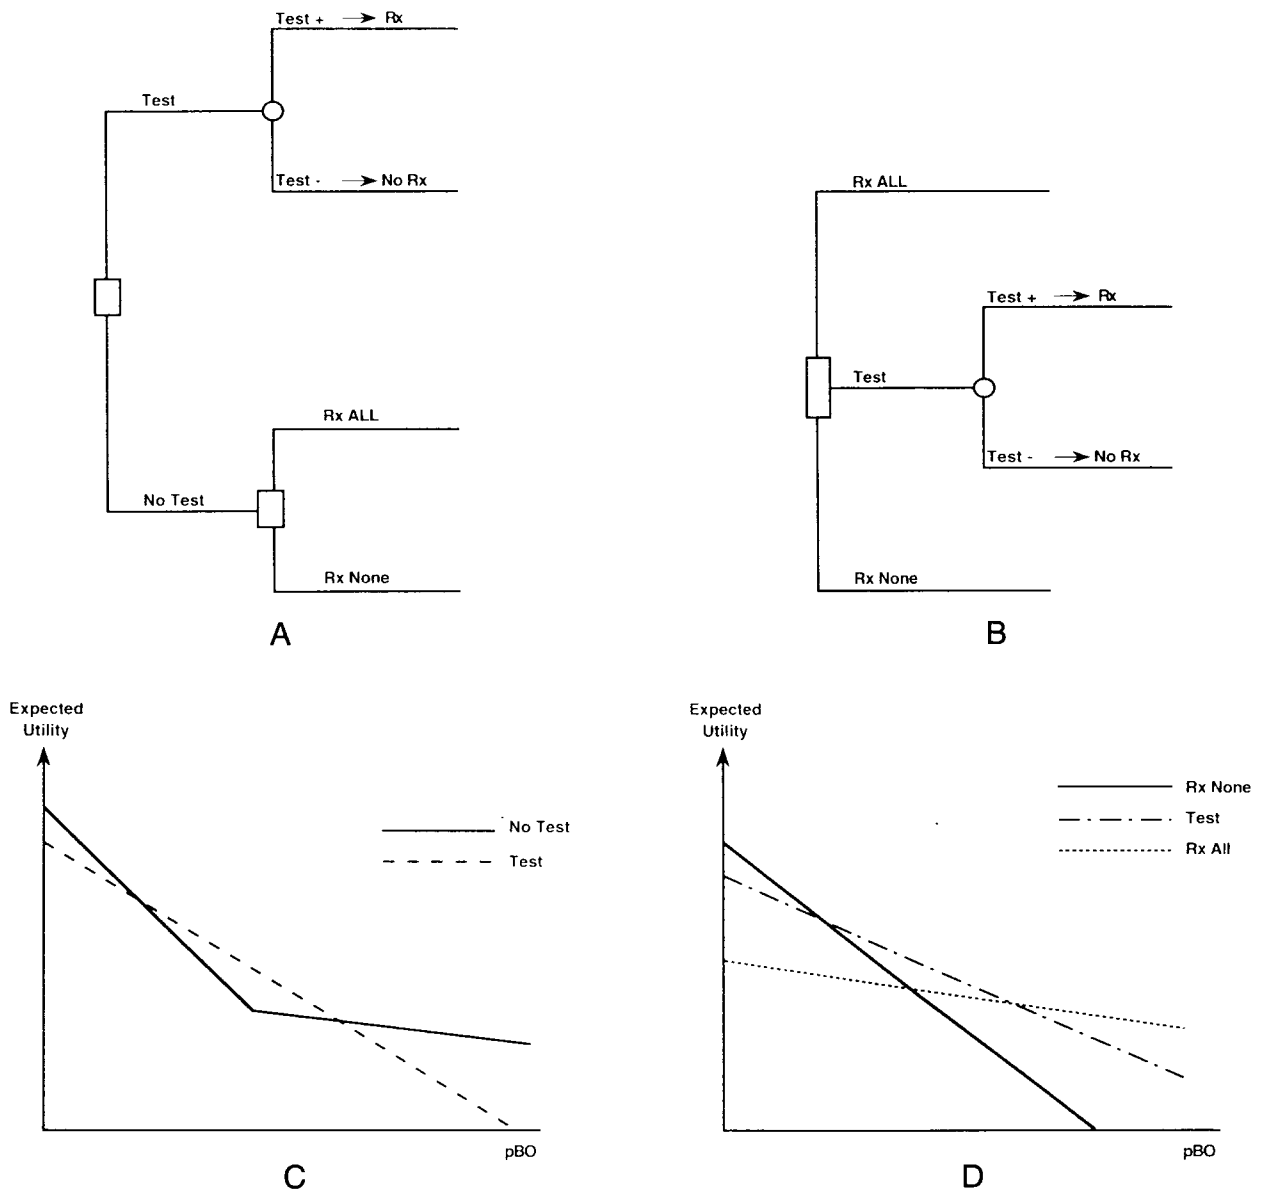 Test + → Rx
Test
Test - → No Rx
Rx ALL
No Test
Rx None
A
Rx ALL
Test + → Rx
Test
Test - → No Rx
Rx None
B
Expected
Utility
No Test
Test
pBO
C
Expected
Utility
Rx None
Test
Rx All
pBO
D